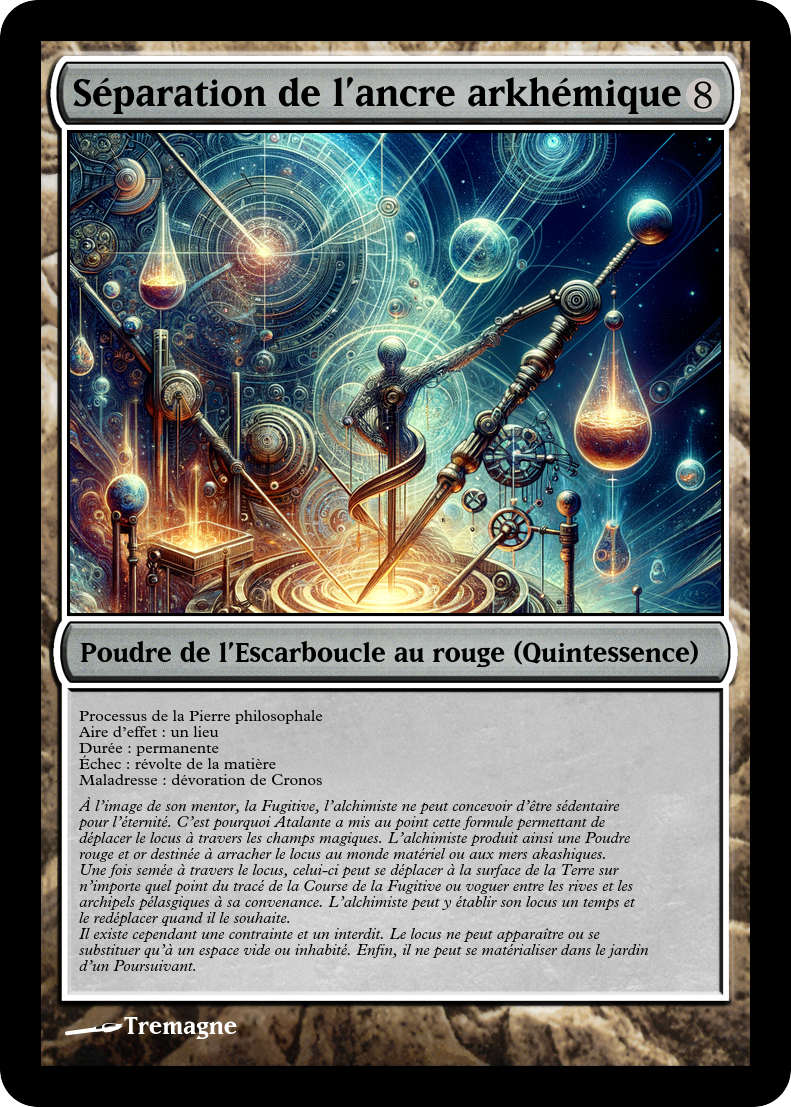 Séparation de l'ancre arkhémique 8
Poudre de l'Escarboucle au rouge (Quintessence)
Processus de la Pierre philosophale
Aire d'effet : un lieu
Durée : permanente
Échec : révolte de la matière
Maladresse : dévoration de Cronos
À l'image de son mentor, la Fugitive, l'alchimiste ne peut concevoir d'être sédentaire
pour l'éternité. C'est pourquoi Atalante a mis au point cette formule permettant de
déplacer le locus à travers les champs magiques. L'alchimiste produit ainsi une Poudre
rouge et or destinée à arracher le locus au monde matériel ou aux mers akashiques.
Une fois semée à travers le locus, celui-ci peut se déplacer à la surface de la Terre sur
n'importe quel point du tracé de la Course de la Fugitive ou voguer entre les rives et les
archipels pélasgiques à sa convenance. L'alchimiste peut y établir son locus un temps et
le redéplacer quand il le souhaite.
Il existe cependant une contrainte et un interdit. Le locus ne peut apparaître ou se
substituer qu'à un espace vide ou inhabité. Enfin, il ne peut se matérialiser dans le jardin
d'un Poursuivant.
Tremagne